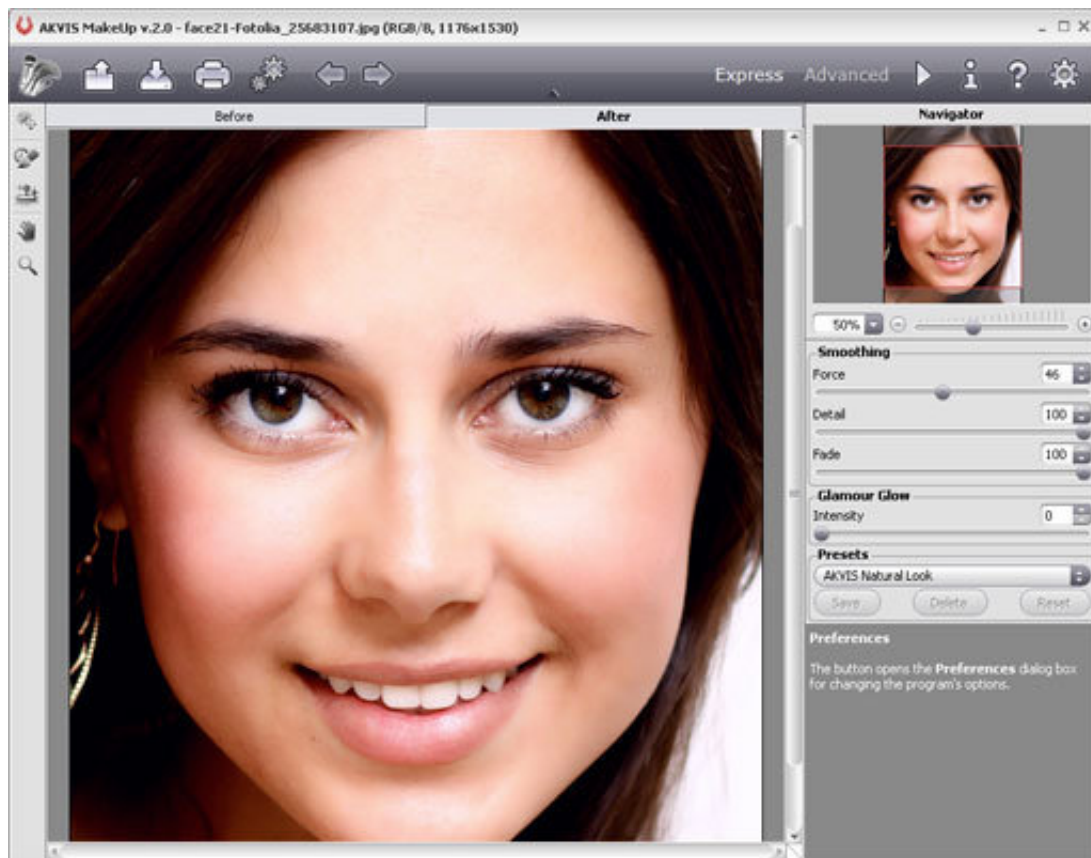 AKVIS MakeUp v.2.0 - face21-Fotolia_25683107.jpg (RGB/8, 1176x1530)
Express Advanced
Before After
Navigator
50%
Smoothing
Force 46
Detail 100
Fade 100
Glamour Glow
Intensity 0
Presets
AKVIS Natural Look
Save Delete Reset
Preferences
The button opens the Preferences dialog box
for changing the program's options.